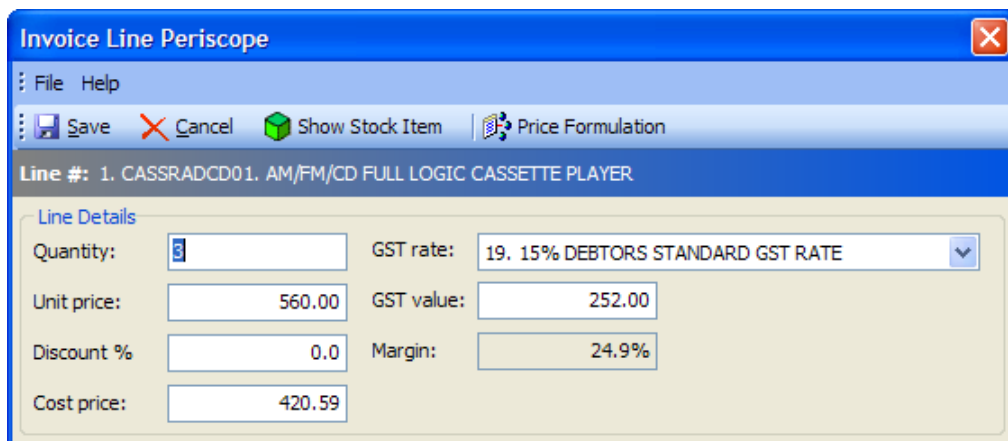 Invoice Line Periscope
File Help
Save Cancel Show Stock Item Price Formulation
Line #: 1. CASSRADCD01. AM/FM/CD FULL LOGIC CASSETTE PLAYER
Line Details
Quantity: 3 GST rate: 19. 15% DEBTORS STANDARD GST RATE
Unit price: 560.00 GST value: 252.00
Discount % 0.0 Margin: 24.9%
Cost price: 420.59